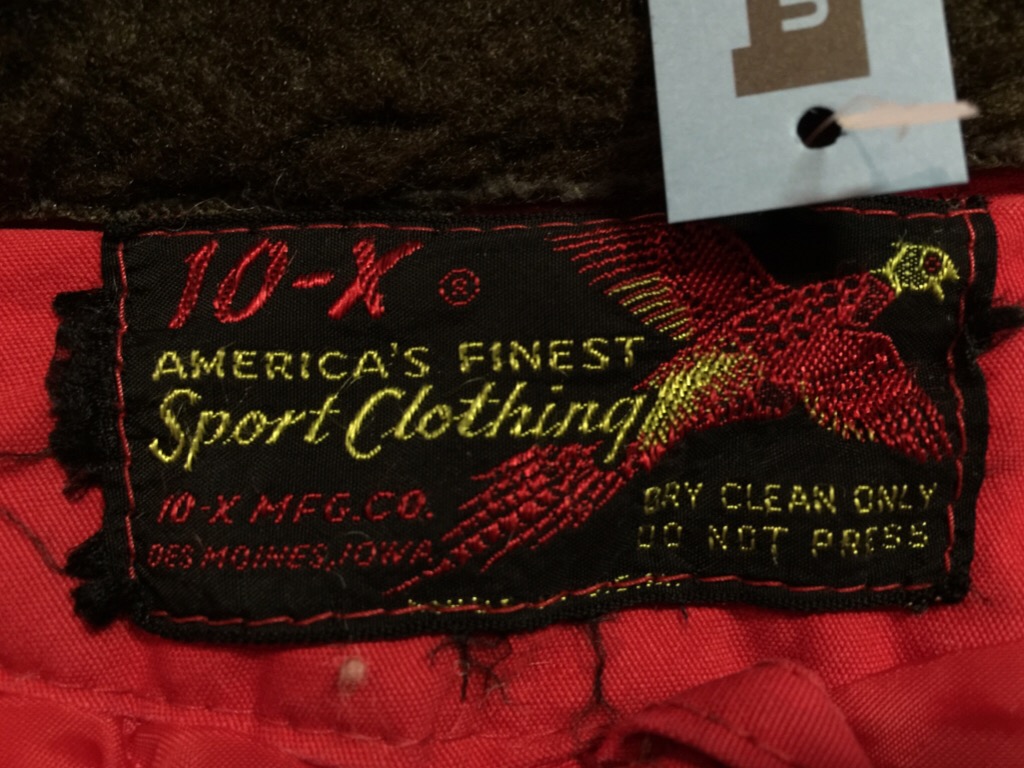 10-X ®
AMERICA'S FINEST
Sport Clothing
10-X MFG.CO.
DES MOINES, IOWA
DRY CLEAN ONLY
DO NOT PRESS